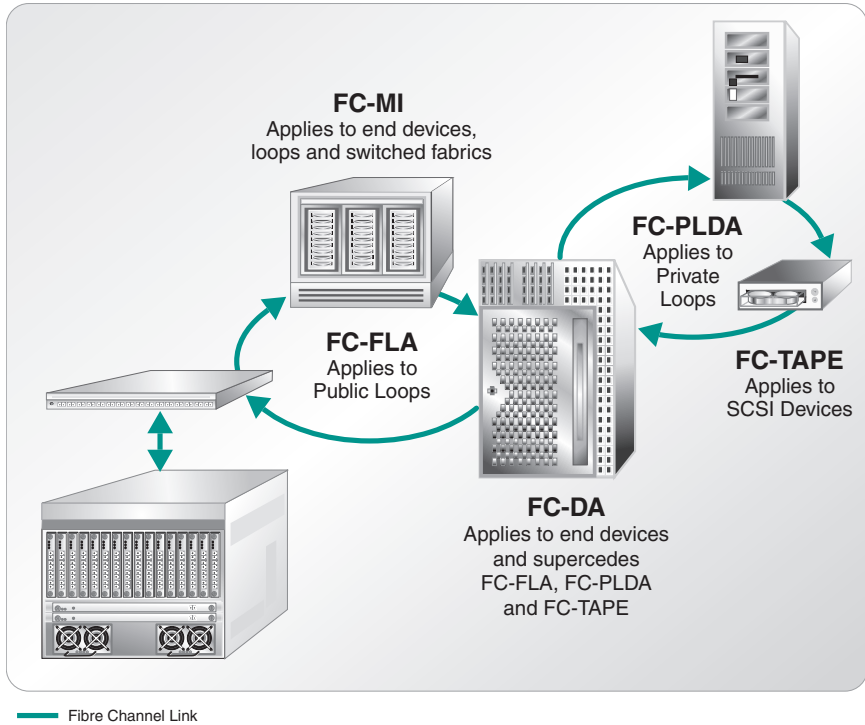 FC-MI
Applies to end devices,
loops and switched fabrics
FC-PLDA
Applies to
Private
Loops
FC-FLA
Applies to
Public Loops
FC-TAPE
Applies to
SCSI Devices
FC-DA
Applies to end devices
and supercedes
FC-FLA, FC-PLDA
and FC-TAPE
Fibre Channel Link